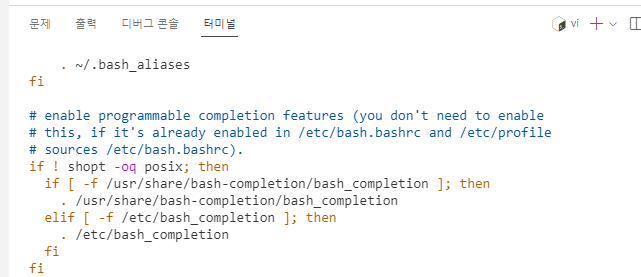 문제 출력 디버그 콘솔 터미널 vi
    . ~/.bash_aliases
fi

# enable programmable completion features (you don't need to enable
# this, if it's already enabled in /etc/bash.bashrc and /etc/profile
# sources /etc/bash.bashrc).
if ! shopt -oq posix; then
  if [ -f /usr/share/bash-completion/bash_completion ]; then
    . /usr/share/bash-completion/bash_completion
  elif [ -f /etc/bash_completion ]; then
    . /etc/bash_completion
  fi
fi